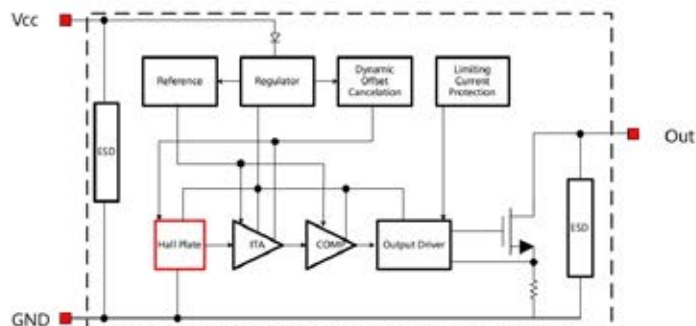 Vcc
Reference
Regulator
Dynamic
Offset
Cancelation
Limiting
Current
Protection
ESD
Out
Hall Plate
ITA
COMP
Output Driver
ESD
GND